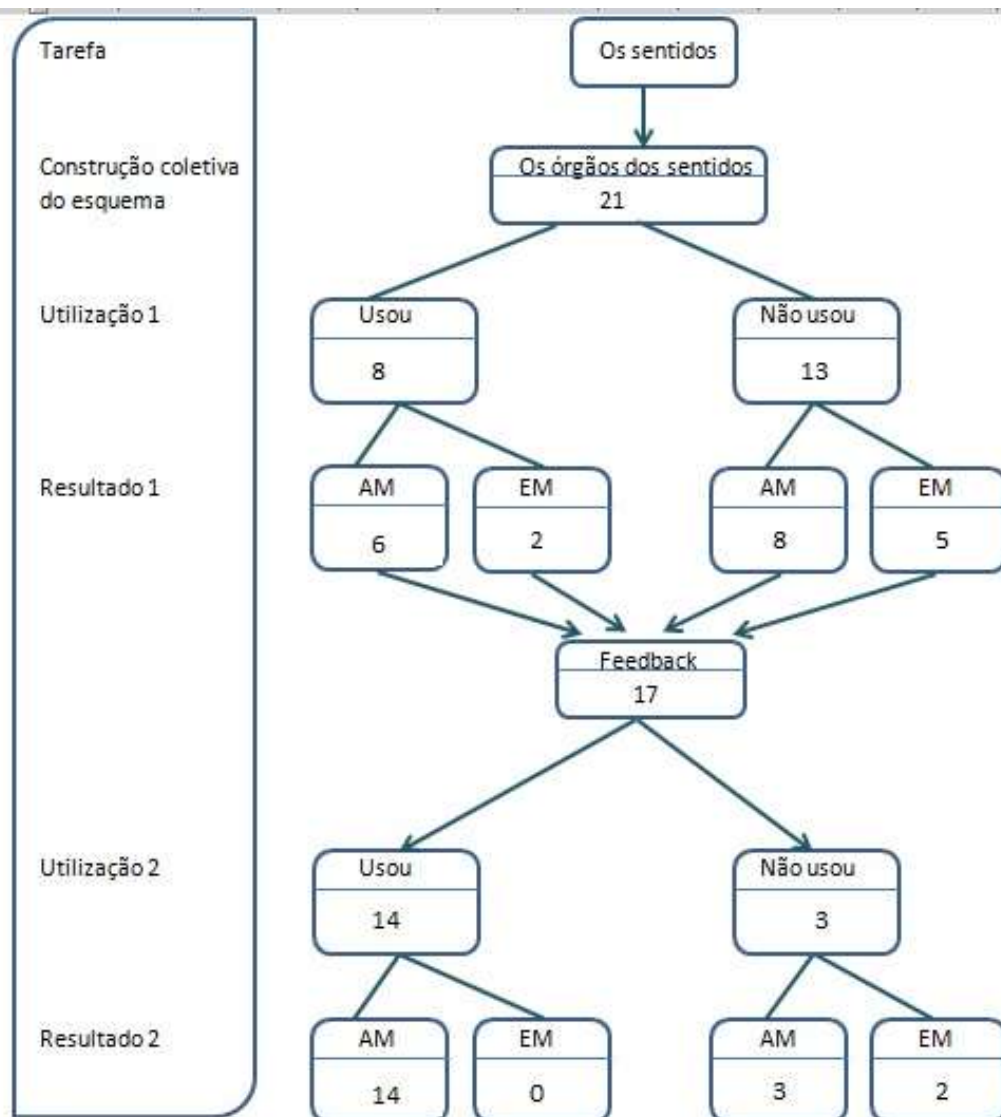 Tarefa
Os sentidos
Construção coletiva
do esquema
Os órgãos dos sentidos
21
Utilização 1
Usou
Não usou
8
13
Resultado 1
AM
EM
AM
EM
6
2
8
5
Feedback
17
Utilização 2
Usou
Não usou
14
3
Resultado 2
AM
EM
AM
EM
14
0
3
2